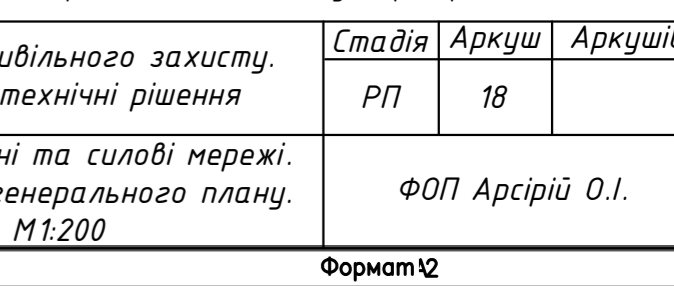 Стадія Аркуш Аркушів
ивільного захисту.
технічні рішення
РП 18
ні та силові мережі.
генерального плану.
М1:200
ФОП Арсірій О.І.
Формат А2